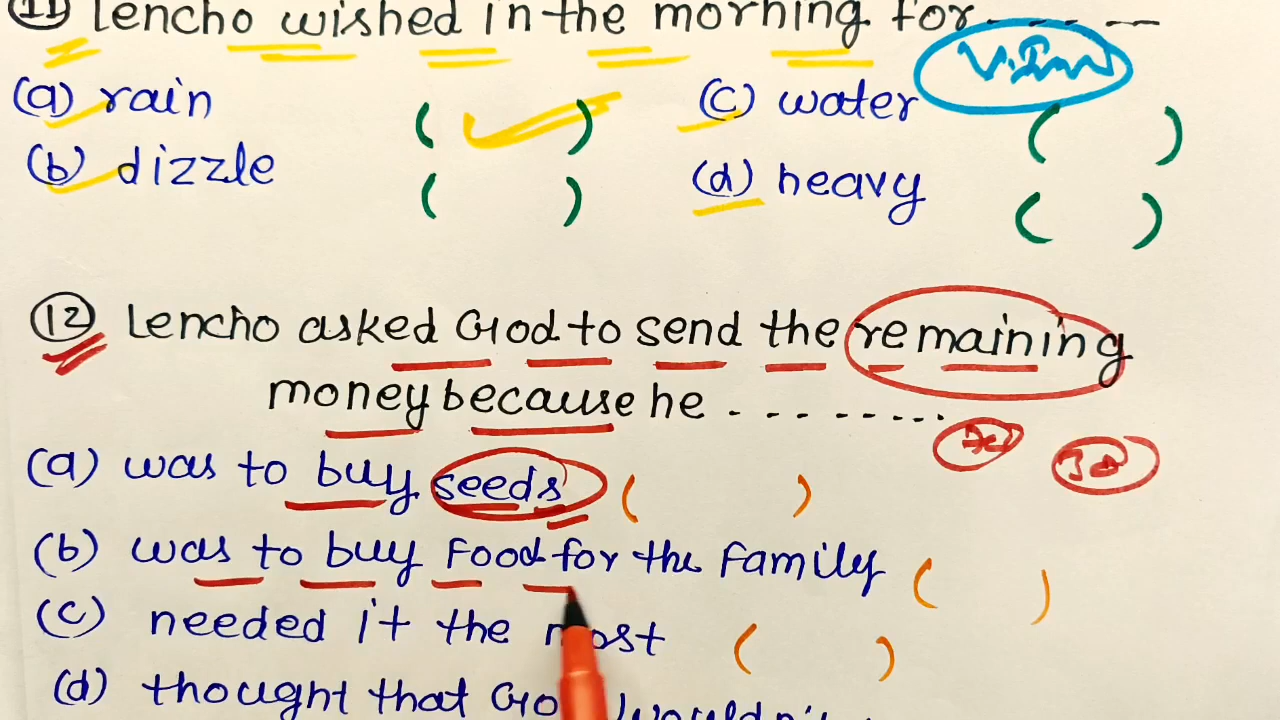 (11) Lencho wished in the morning for - - - -
(a) rain ( ) (c) water ( )
(b) dizzle ( ) (d) heavy ( )
(12) Lencho asked God to send the remaining
money because he - - - - - - - - -
(a) was to buy seeds ( )
(b) was to buy Food for the Family ( )
(c) needed it the most ( )
(d) thought that